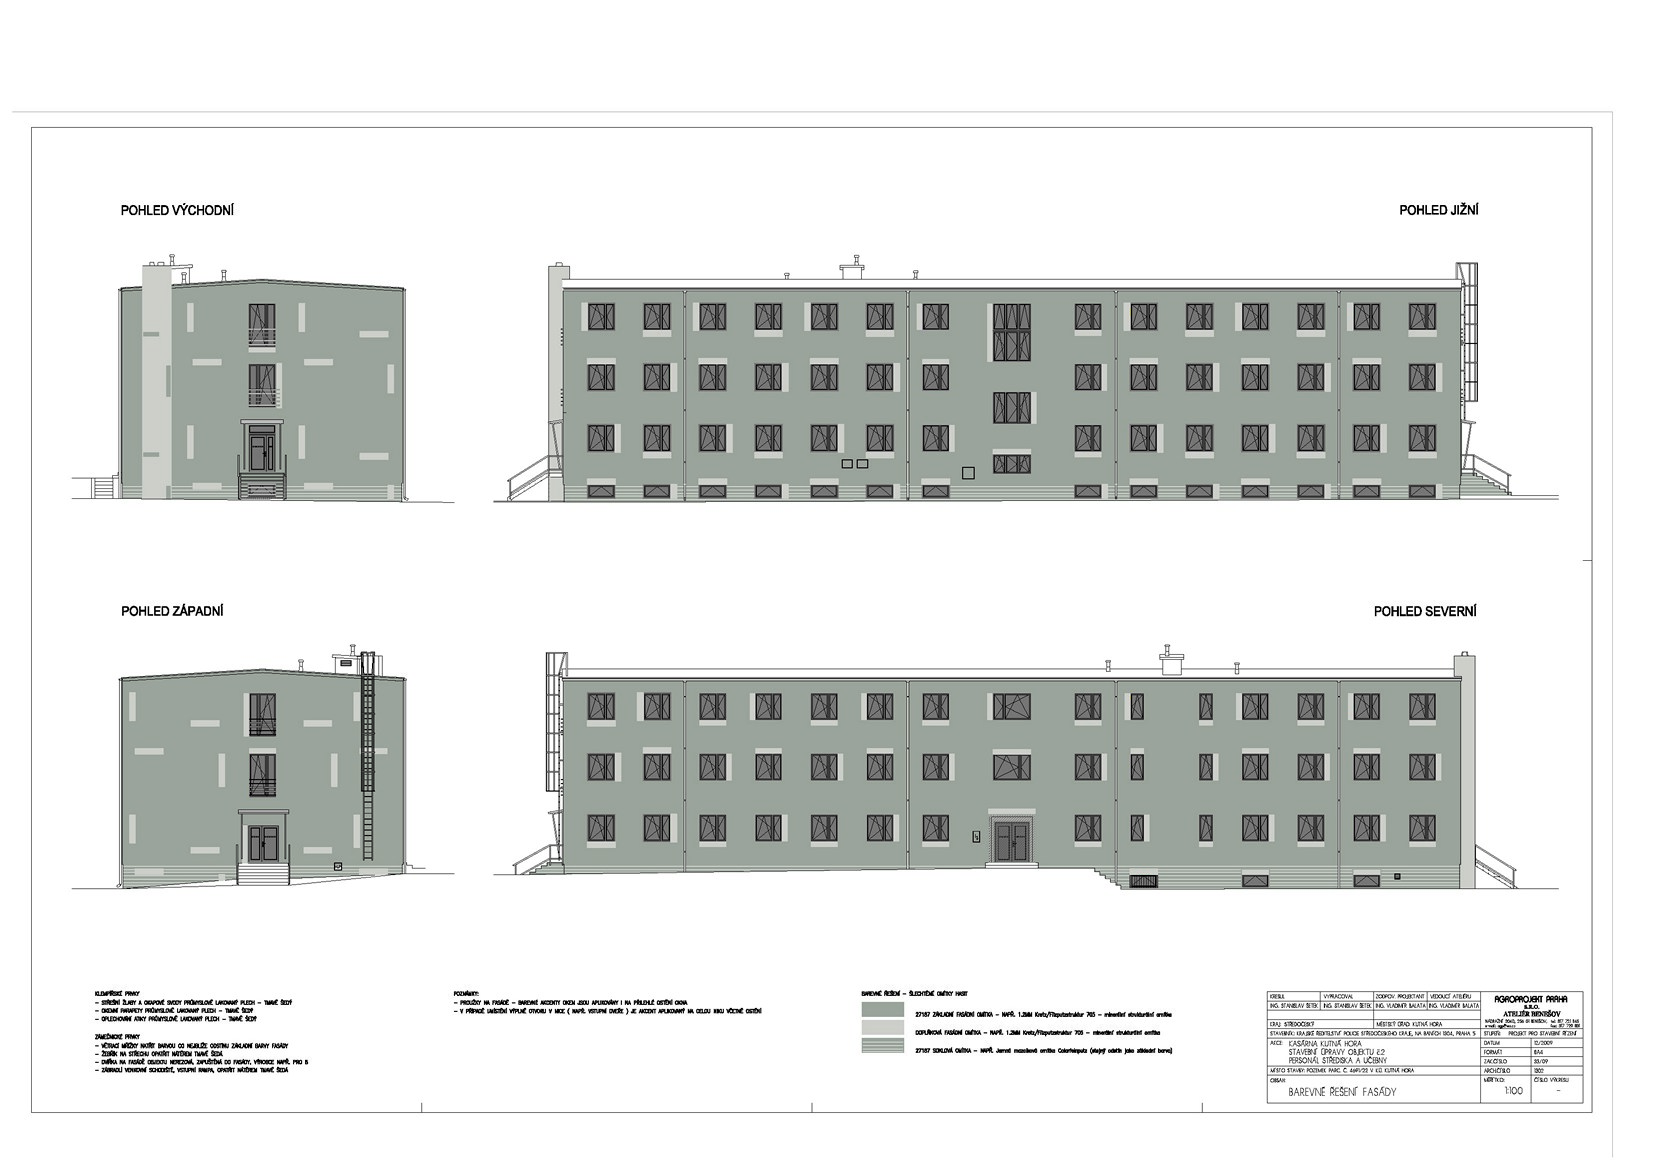 POHLED VÝCHODNÍ
POHLED JIŽNÍ
POHLED ZÁPADNÍ
POHLED SEVERNÍ
KLEMPÍŘSKÉ PRVKY
– STŘEŠNÍ ŽLABY A OKAPOVÉ SVODY PRŮMYSLOVĚ LAKOVANÝ PLECH – TMAVĚ ŠEDÝ
– OKENNÍ PARAPETY PRŮMYSLOVĚ LAKOVANÝ PLECH – TMAVĚ ŠEDÝ
– OPLECHOVÁNÍ ATIKY PRŮMYSLOVĚ LAKOVANÝ PLECH – TMAVĚ ŠEDÝ
ZÁMEČNICKÉ PRVKY
– VĚTRACÍ MŘÍŽKY NATŘÍT BARVOU CO NEJBLÍŽE ODSTÍNU ZÁKLADNÍ BARVY FASÁDY
– ŽEBŘÍK NA STŘECHU OPATŘIT NÁTĚREM TMAVĚ ŠEDÁ
– DVÍŘKA NA FASÁDĚ OBJEKTU NEREZOVÁ, ZAPUŠTĚNÁ DO FASÁDY, VÝROBCE NAPŘ. PRO B
– ZÁBRADLÍ VENKOVNÍ SCHODIŠTĚ, VSTUPNÍ RAMPA, OPATŘIT NÁTĚREM TMAVĚ ŠEDÁ
POZNÁMKY:
– PROUŽKY NA FASÁDĚ – BAREVNÉ AKCENTY OKEN JSOU APLIKOVÁNY I NA PŘILEHLÉ OSTĚNÍ OKNA
– V PŘÍPADĚ UMÍSTĚNÍ VÝPLNĚ OTVORU V NICE ( NAPŘ. VSTUPNÍ DVEŘE ) JE AKCENT APLIKOVANÝ NA CELOU NIKU VČETNĚ OSTĚNÍ
BAREVNÉ ŘEŠENÍ – ŠLECHTĚNÉ OMÍTKY HASIT
27187 ZÁKLADNÍ FASÁDNÍ OMÍTKA – NAPŘ. 1.2MM Kratz/Filzputzstruktur 705 – minerální strukturální omítka
DOPLŇKOVÁ FASÁDNÍ OMÍTKA – NAPŘ. 1.2MM Kratz/Filzputzstruktur 705 – minerální strukturální omítka
27187 SOKLOVÁ OMÍTKA – NAPŘ. Jemná mozaiková omítka Colorfeinputz (stejný odstín jako základní barva)
KRESLIL VYPRACOVAL ZODPOV. PROJEKTANT VEDOUCÍ ATELIÉRU
ING. STANISLAV ŠETEK ING. STANISLAV ŠETEK ING. VLADIMÍR BALATA ING. VLADIMÍR BALATA
AGROPROJEKT PRAHA
S.R.O.
ATELIÉR BENEŠOV
KRAJ: STŘEDOČESKÝ MĚSTSKÝ ÚŘAD KUTNÁ HORA
STAVEBNÍK: KRAJSKÉ ŘEDITELSTVÍ POLICIE STŘEDOČESKÉHO KRAJE, NA BANÍCH 1304, PRAHA 5
STUPEŇ: PROJEKT PRO STAVEBNÍ ŘÍZENÍ
AKCE: KASÁRNA KUTNÁ HORA
STAVEBNÍ ÚPRAVY OBJEKTU č.2
PERSONÁL STŘEDISKA A UČEBNY
DATUM 12/2009
FORMÁT 8A4
ZAK.ČÍSLO 33/09
MÍSTO STAVBY: POZEMEK PARC. Č. 4691/22 V K.Ú. KUTNÁ HORA
ARCH.ČÍSLO 1302
OBSAH:
BAREVNÉ ŘEŠENÍ FASÁDY
MĚŘÍTKO: ČÍSLO VÝKRESU
1:100 –